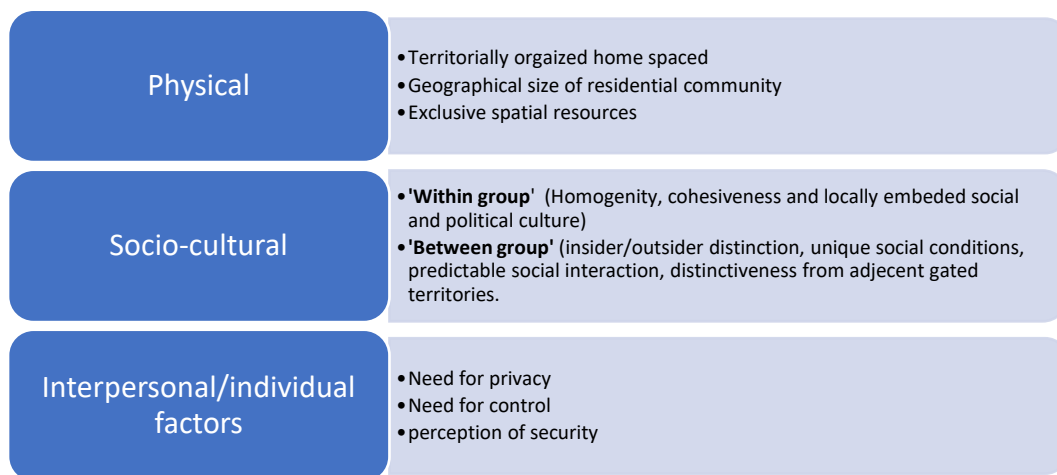 Physical
•Territorially orgaized home spaced
•Geographical size of residential community
•Exclusive spatial resources
Socio-cultural
•'Within group' (Homogenity, cohesiveness and locally embeded social
and political culture)
•'Between group' (insider/outsider distinction, unique social conditions,
predictable social interaction, distinctiveness from adjecent gated
territories.
Interpersonal/individual
factors
•Need for privacy
•Need for control
•perception of security